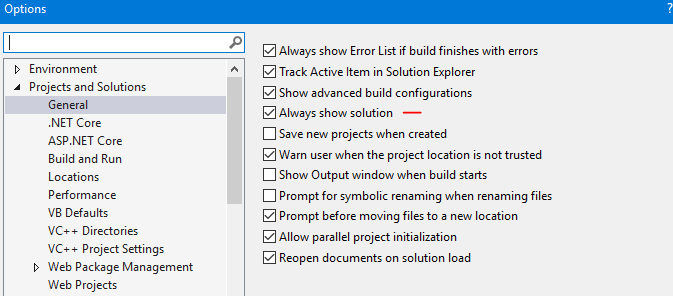 Options
?
Environment
Projects and Solutions
General
.NET Core
ASP.NET Core
Build and Run
Locations
Performance
VB Defaults
VC++ Directories
VC++ Project Settings
Web Package Management
Web Projects
Always show Error List if build finishes with errors
Track Active Item in Solution Explorer
Show advanced build configurations
Always show solution
Save new projects when created
Warn user when the project location is not trusted
Show Output window when build starts
Prompt for symbolic renaming when renaming files
Prompt before moving files to a new location
Allow parallel project initialization
Reopen documents on solution load